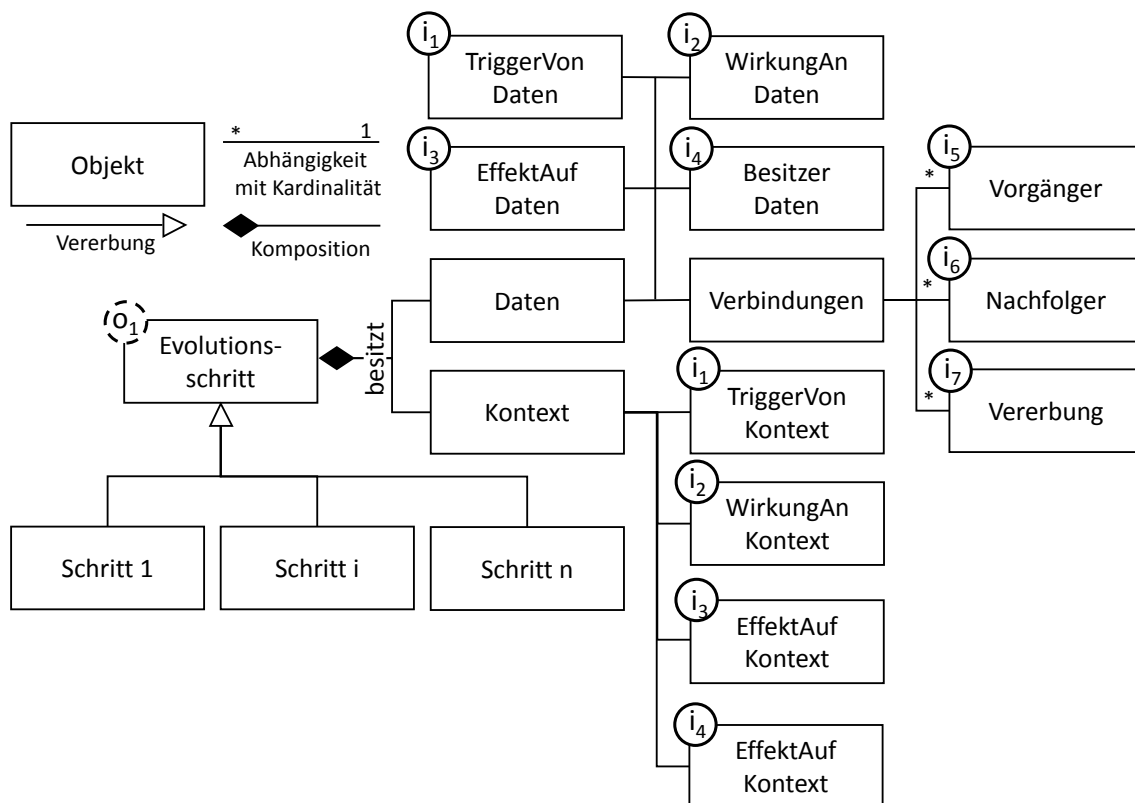 i1
TriggerVon
Daten
i2
WirkungAn
Daten
Objekt
* 1
Abhängigkeit
mit Kardinalität
Vererbung
Komposition
i3
EffektAuf
Daten
i4
Besitzer
Daten
i5
*
Vorgänger
o1
Evolutions-
schritt
besitzt
Daten
Verbindungen
i6
*
Nachfolger
Kontext
i1
TriggerVon
Kontext
i7
*
Vererbung
i2
WirkungAn
Kontext
Schritt 1
Schritt i
Schritt n
i3
EffektAuf
Kontext
i4
EffektAuf
Kontext